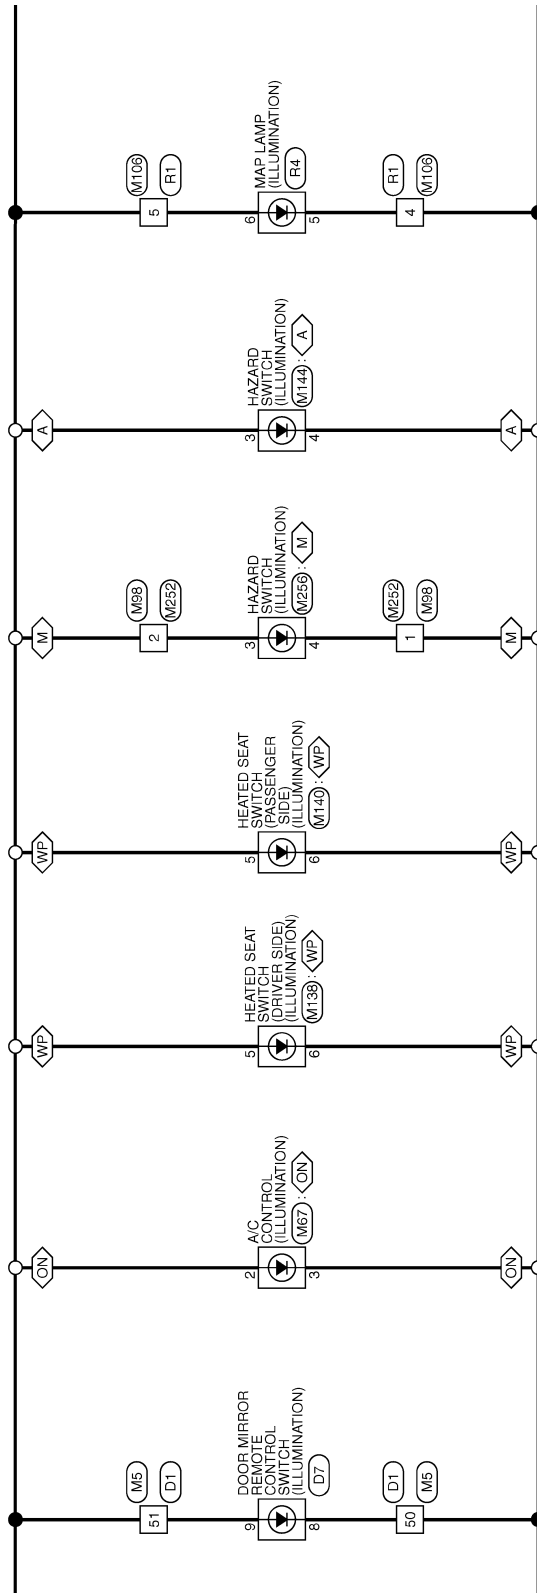 51
M5
D1
9
DOOR MIRROR
REMOTE
CONTROL
SWITCH
(ILLUMINATION)
D7
8
50
D1
M5
ON
2
A/C
CONTROL
(ILLUMINATION)
M67 : ON
3
ON
WP
5
HEATED SEAT
SWITCH
(DRIVER SIDE)
(ILLUMINATION)
M138 : WP
6
WP
WP
5
HEATED SEAT
SWITCH
(PASSENGER
SIDE)
(ILLUMINATION)
M140 : WP
6
WP
M
2
M98
M252
3
HAZARD
SWITCH
(ILLUMINATION)
M256 : M
4
1
M252
M98
M
A
3
HAZARD
SWITCH
(ILLUMINATION)
M144 : A
4
A
5
M106
R1
6
MAP LAMP
(ILLUMINATION)
R4
5
4
R1
M106